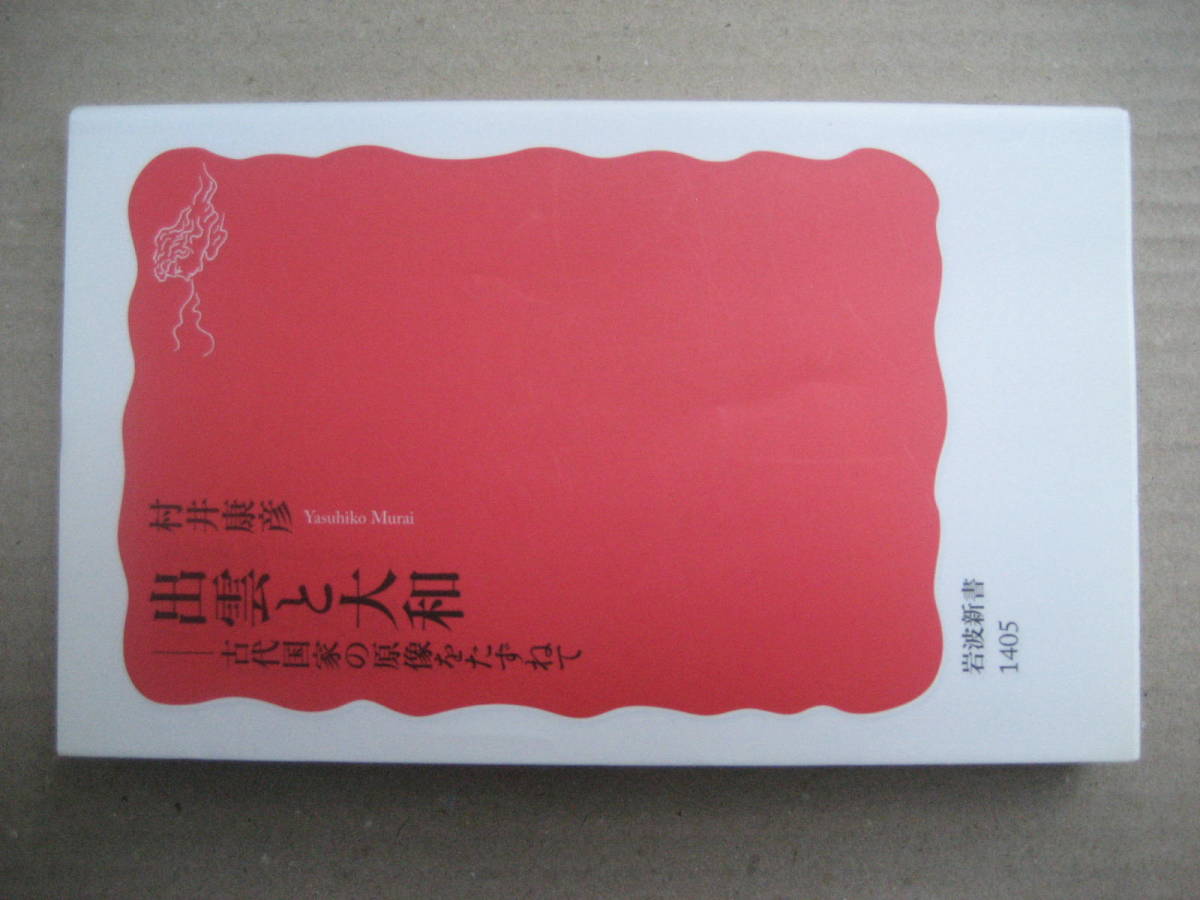 村井康彦
Yasuhiko Murai
出雲と大和
──古代国家の原像をたずねて
岩波新書
1405